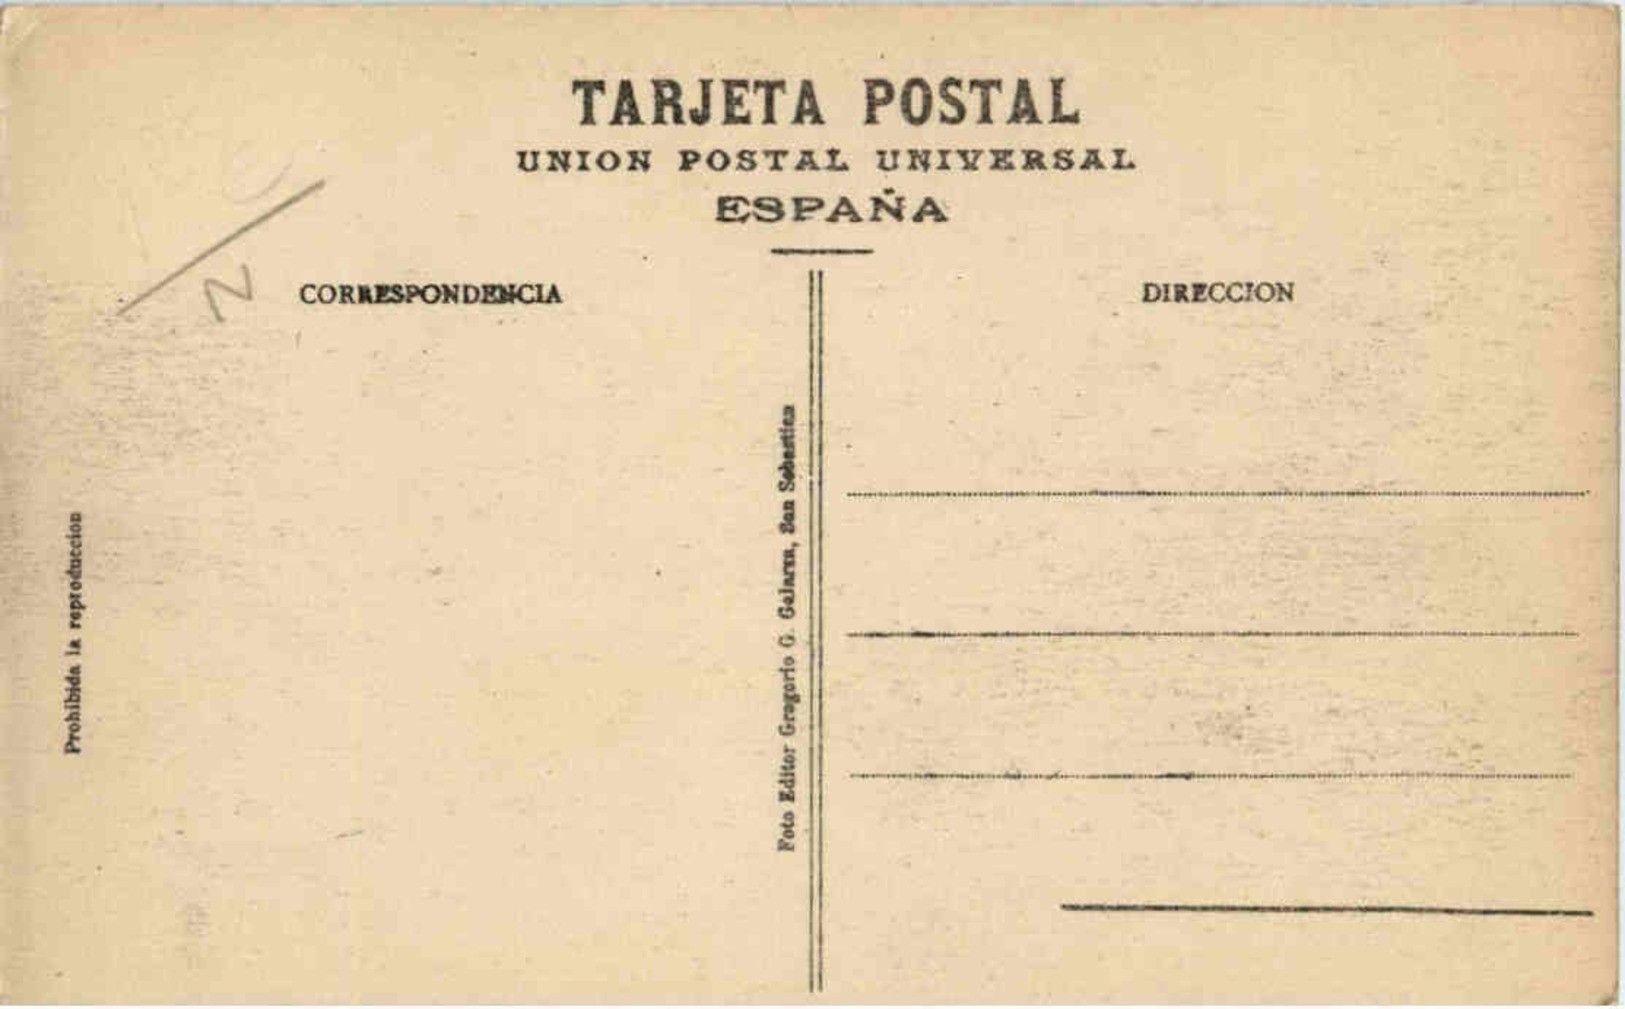 TARJETA POSTAL
UNION POSTAL UNIVERSAL
ESPAÑA
CORRESPONDENCIA
DIRECCION
Prohibida la reproduccion
Foto Editor Gregorio G. Galarza, San Sebastian